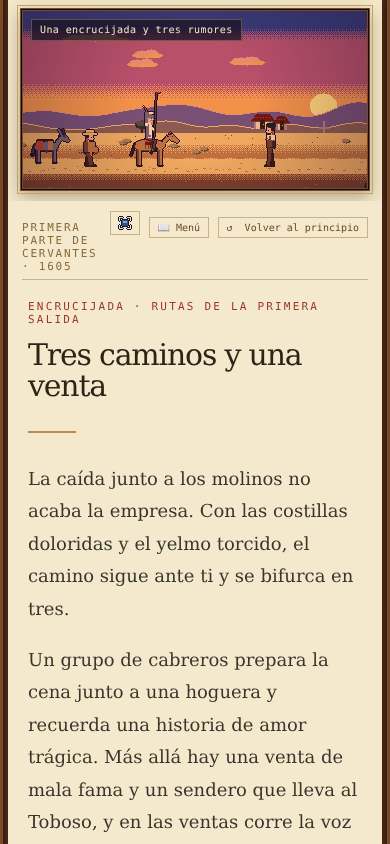 Una encrucijada y tres rumores
PRIMERA
PARTE DE
CERVANTES
· 1605
📖 Menú
↺ Volver al principio
ENCRUCIJADA · RUTAS DE LA PRIMERA
SALIDA
Tres caminos y una
venta
La caída junto a los molinos no
acaba la empresa. Con las costillas
doloridas y el yelmo torcido, el
camino sigue ante ti y se bifurca en
tres.
Un grupo de cabreros prepara la
cena junto a una hoguera y
recuerda una historia de amor
trágica. Más allá hay una venta de
mala fama y un sendero que lleva al
Toboso, y en las ventas corre la voz